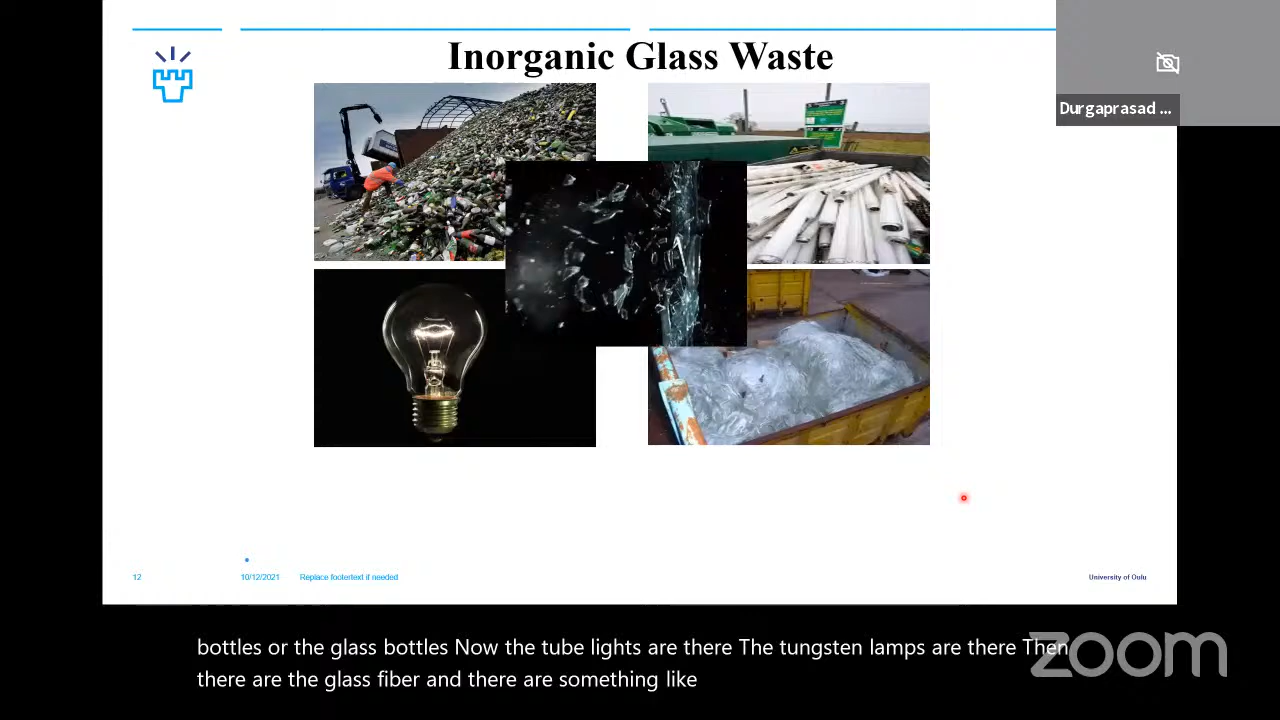 Inorganic Glass Waste
Durgaprasad ...
12
10/12/2021
Replace footertext if needed
University of Oulu
bottles or the glass bottles Now the tube lights are there The tungsten lamps are there Then
there are the glass fiber and there are something like
zoom